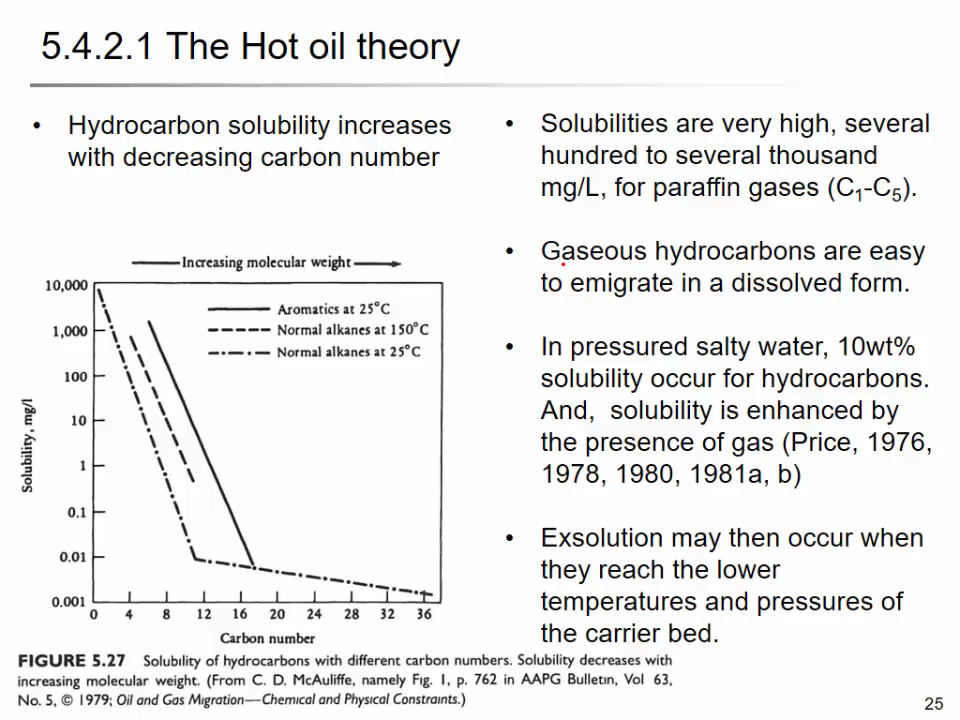 5.4.2.1 The Hot oil theory
• Hydrocarbon solubility increases
with decreasing carbon number
Increasing molecular weight
10,000
1,000
100
10
1
0.1
0.01
0.001
Solubility, mg/l
Aromatics at 25°C
Normal alkanes at 150°C
Normal alkanes at 25°C
0 4 8 12 16 20 24 28 32 36
Carbon number
FIGURE 5.27 Solubility of hydrocarbons with different carbon numbers. Solubility decreases with
increasing molecular weight. (From C. D. McAuliffe, namely Fig. 1, p. 762 in AAPG Bulletin, Vol 63,
No. 5, © 1979; Oil and Gas Migration—Chemical and Physical Constraints.)
• Solubilities are very high, several
hundred to several thousand
mg/L, for paraffin gases (C₁-C₅).
• Gaseous hydrocarbons are easy
to emigrate in a dissolved form.
• In pressured salty water, 10wt%
solubility occur for hydrocarbons.
And, solubility is enhanced by
the presence of gas (Price, 1976,
1978, 1980, 1981a, b)
• Exsolution may then occur when
they reach the lower
temperatures and pressures of
the carrier bed.
25